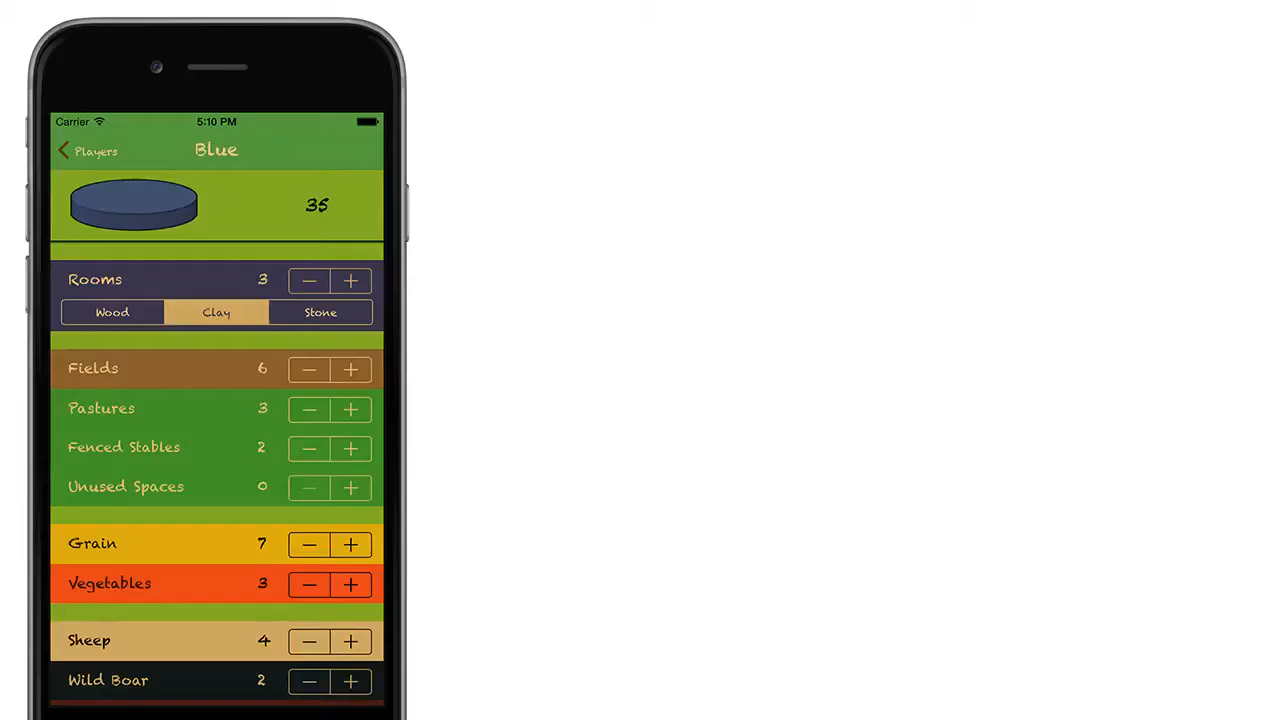 Carrier 5:10 PM
Players Blue
35
Rooms 3 — +
Wood Clay Stone
Fields 6 — +
Pastures 3 — +
Fenced Stables 2 — +
Unused Spaces 0 — +
Grain 7 — +
Vegetables 3 — +
Sheep 4 — +
Wild Boar 2 — +